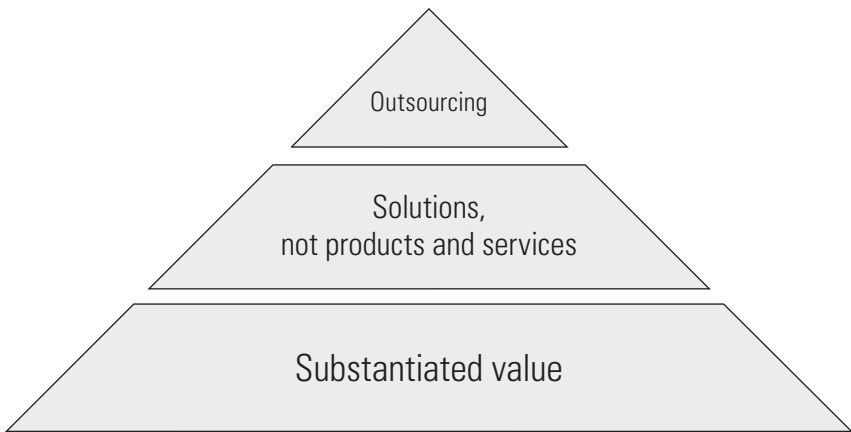 Outsourcing
Solutions,
not products and services
Substantiated value